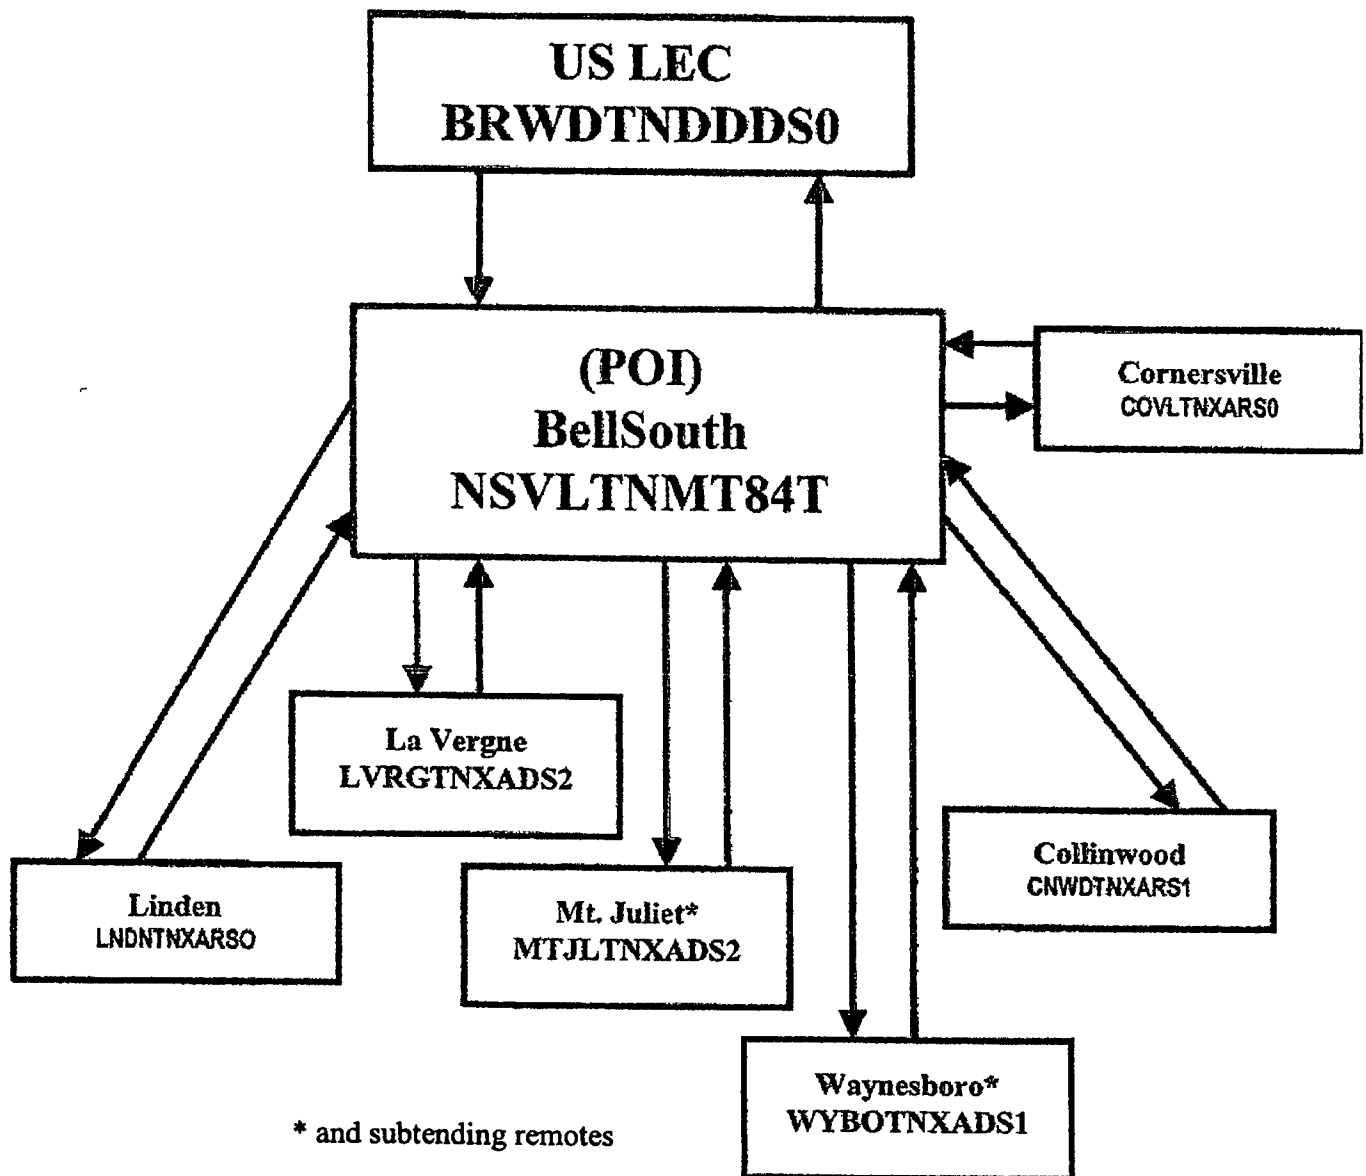 US LEC
BRWDTNDDDS0
(POI)
BellSouth
NSVLTNMT84T
Cornersville
COVLTNXARS0
La Vergne
LVRGTNXADS2
Collinwood
CNWDTNXARS1
Linden
LNDNTNXARSO
Mt. Juliet*
MTJLTNXADS2
Waynesboro*
WYBOTNXADS1
* and subtending remotes